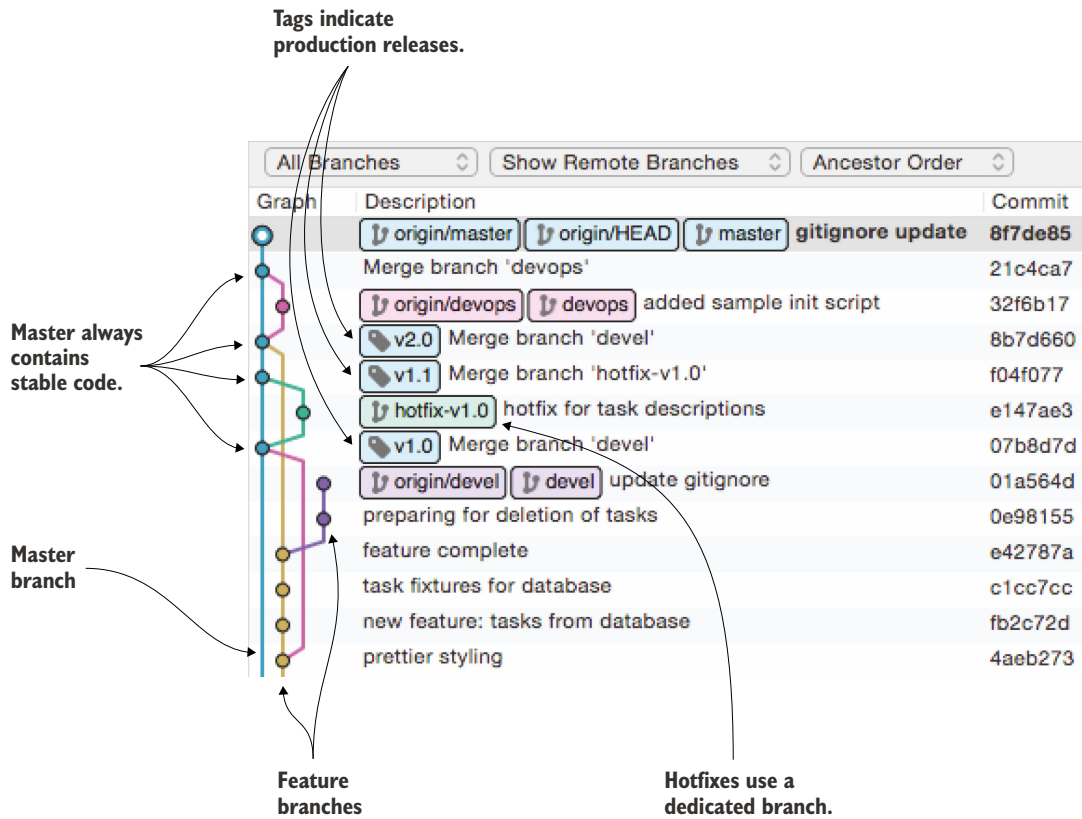 Tags indicate
production releases.
All Branches Show Remote Branches Ancestor Order
Graph Description Commit
origin/master origin/HEAD master gitignore update 8f7de85
Merge branch 'devops' 21c4ca7
origin/devops devops added sample init script 32f6b17
v2.0 Merge branch 'devel' 8b7d660
v1.1 Merge branch 'hotfix-v1.0' f04f077
hotfix-v1.0 hotfix for task descriptions e147ae3
v1.0 Merge branch 'devel' 07b8d7d
origin/devel devel update gitignore 01a564d
preparing for deletion of tasks 0e98155
feature complete e42787a
task fixtures for database c1cc7cc
new feature: tasks from database fb2c72d
prettier styling 4aeb273
Master always
contains
stable code.
Master
branch
Feature
branches
Hotfixes use a
dedicated branch.